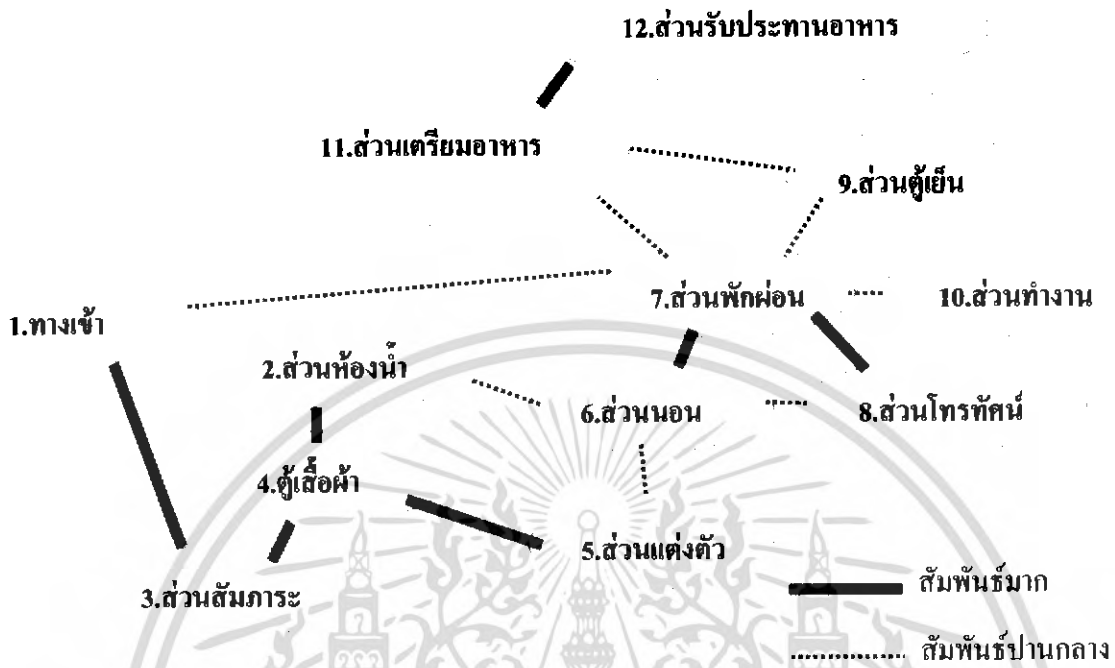 12.ส่วนรับประทานอาหาร
11.ส่วนเตรียมอาหาร
9.ส่วนตู้เย็น
7.ส่วนพักผ่อน
10.ส่วนทำงาน
1.ทางเข้า
2.ส่วนห้องน้ำ
6.ส่วนนอน
8.ส่วนโทรทัศน์
4.ตู้เสื้อผ้า
5.ส่วนแต่งตัว
3.ส่วนสัมภาระ
สัมพันธ์มาก
สัมพันธ์ปานกลาง